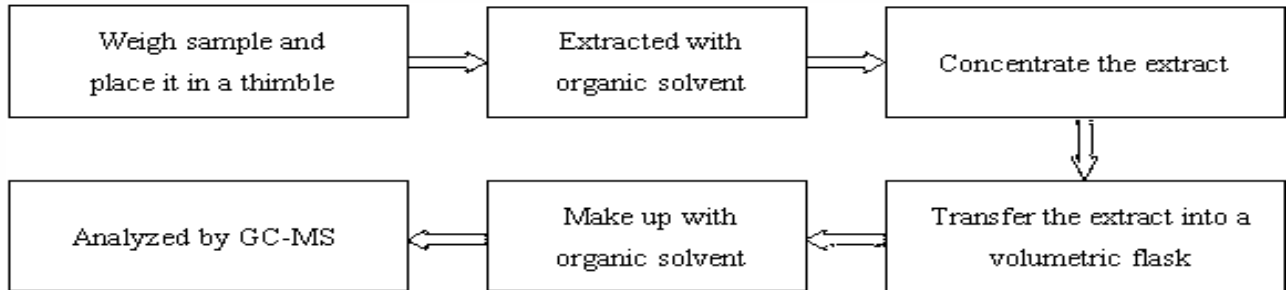 Weigh sample and
place it in a thimble
Extracted with
organic solvent
Concentrate the extract
Transfer the extract into a
volumetric flask
Make up with
organic solvent
Analyzed by GC-MS